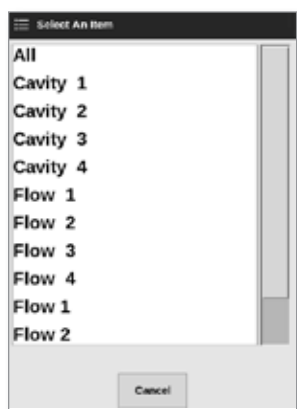 Select An Item
All
Cavity  1
Cavity  2
Cavity  3
Cavity  4
Flow  1
Flow  2
Flow  3
Flow  4
Flow 1
Flow 2
Cancel